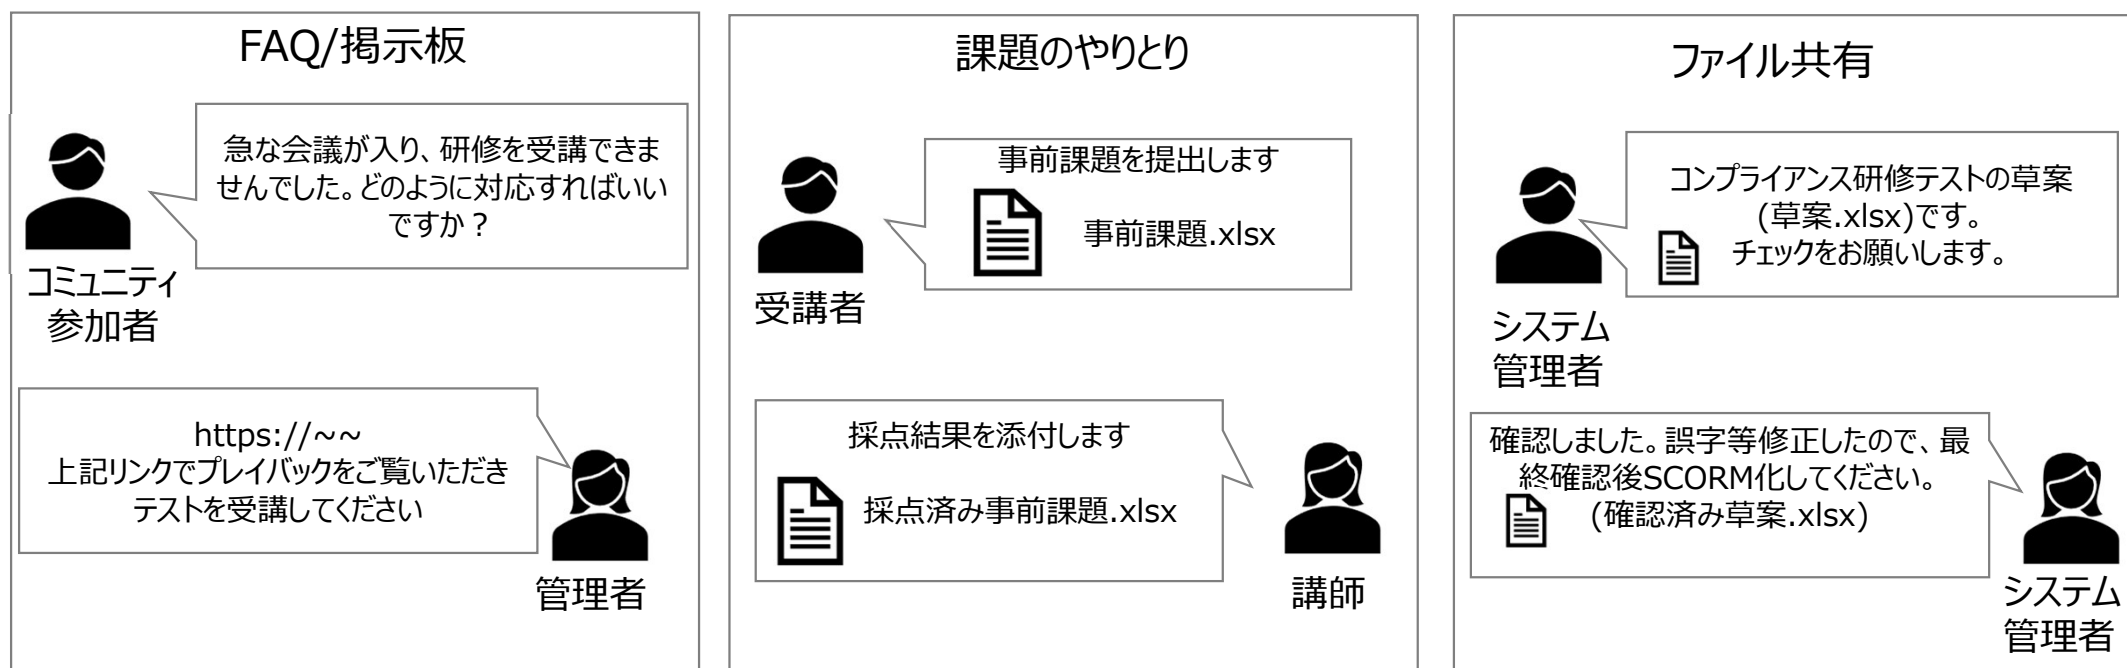 FAQ/掲示板
急な会議が入り、研修を受講できま
せんでした。どのように対応すればいい
ですか？
コミュニティ
参加者
https://~~
上記リンクでプレイバックをご覧いただき
テストを受講してください
管理者
課題のやりとり
事前課題を提出します
事前課題.xlsx
受講者
採点結果を添付します
採点済み事前課題.xlsx
講師
ファイル共有
コンプライアンス研修テストの草案
(草案.xlsx)です。
チェックをお願いします。
システム
管理者
確認しました。誤字等修正したので、最
終確認後SCORM化してください。
(確認済み草案.xlsx)
システム
管理者